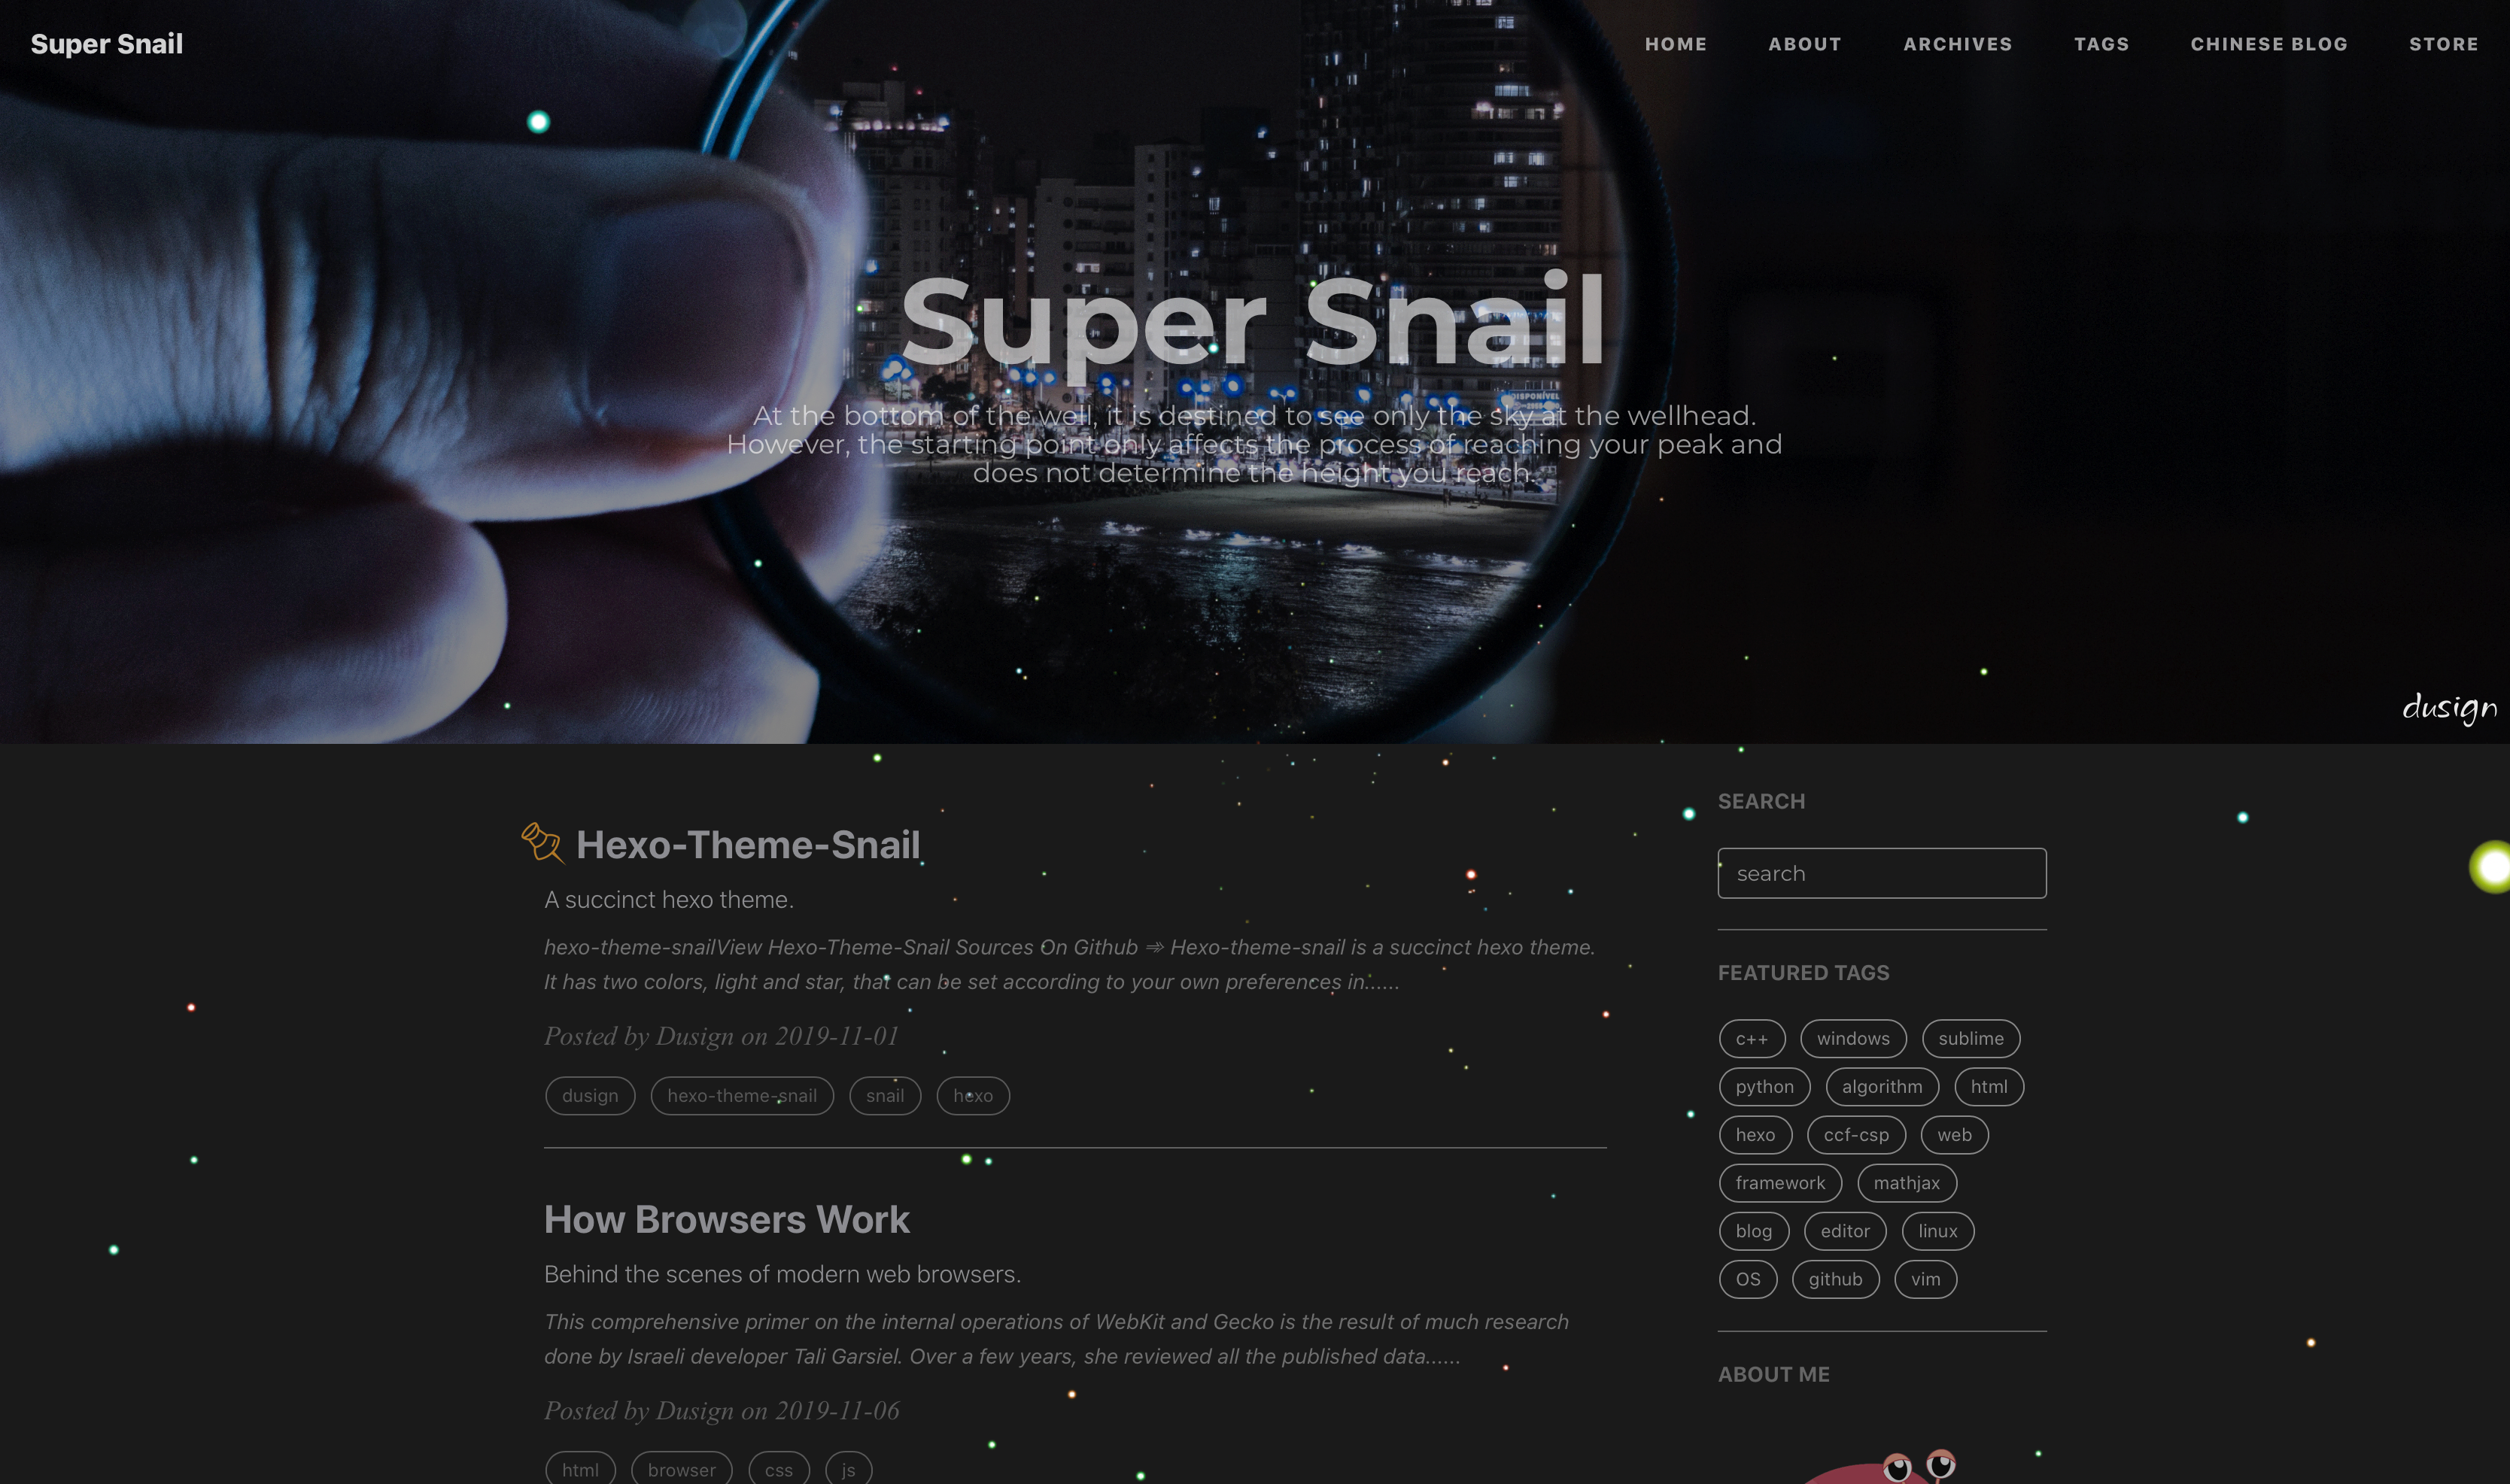 Super Snail
HOME ABOUT ARCHIVES TAGS CHINESE BLOG STORE
Super Snail
At the bottom of the well, it is destined to see only the sky at the wellhead.
However, the starting point only affects the process of reaching your peak and
does not determine the height you reach.
DISPONÍVEL
dusign
Hexo-Theme-Snail
A succinct hexo theme.
hexo-theme-snailView Hexo-Theme-Snail Sources On Github ⇒ Hexo-theme-snail is a succinct hexo theme.
It has two colors, light and star, that can be set according to your own preferences in......
Posted by Dusign on 2019-11-01
dusign hexo-theme-snail snail hexo
How Browsers Work
Behind the scenes of modern web browsers.
This comprehensive primer on the internal operations of WebKit and Gecko is the result of much research
done by Israeli developer Tali Garsiel. Over a few years, she reviewed all the published data......
Posted by Dusign on 2019-11-06
html browser css js
SEARCH
search
FEATURED TAGS
c++ windows sublime
python algorithm html
hexo ccf-csp web
framework mathjax
blog editor linux
OS github vim
ABOUT ME